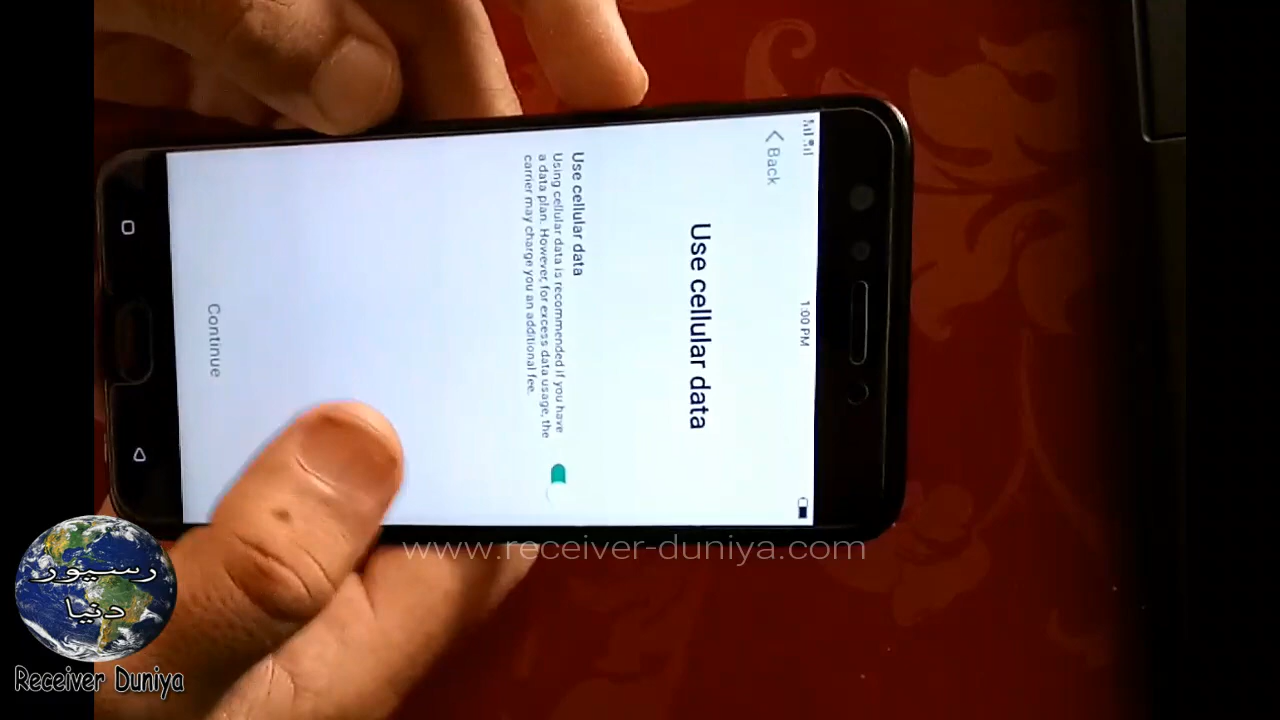 1:00 PM
Back
Use cellular data
Use cellular data
Using cellular data is recommended if you have
a data plan. However, for excess data usage, the
carrier may charge you an additional fee.
Continue
www.receiver-duniya.com
رسیور
دنیا
Receiver Duniya